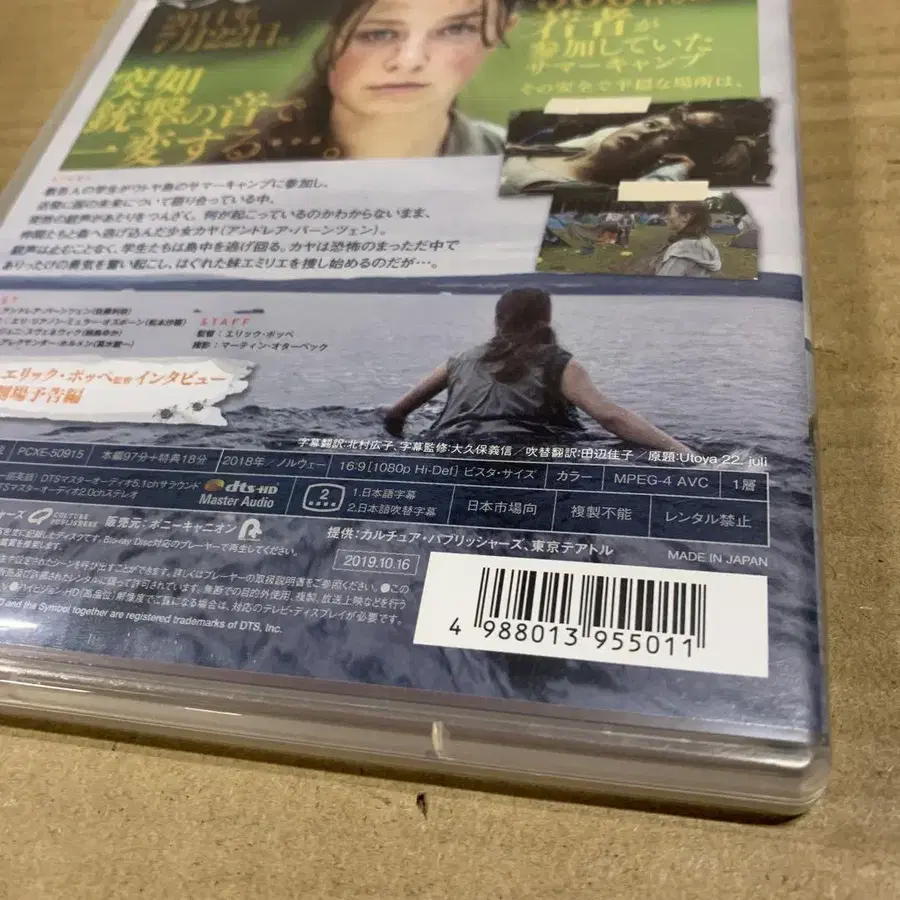 2011年
7月22日、
突如
銃撃の音で
一変する…。
若者が
参加していた
サマーキャンプ
その安全で平穏な場所は、
数百人の学生がウトヤ島のサマーキャンプに参加し、
活発に国の未来について語り合っている中、
突然の銃声があたりをつんざく。何が起こっているのかわからないまま、
仲間たちと森へ逃げ込んだ少女カヤ(アンドレア・バーンツェン)。
銃声は止むことなく、学生たちは島中を逃げ回る。カヤは恐怖のまっただ中で
ありったけの勇気を奮い起こし、はぐれた妹エミリエを捜し始めるのだが…。
STAFF
監督:エリック・ポッペ
撮影:マーティン・オターベック
エリック・ポッペ監督インタビュー
劇場予告編
字幕翻訳:北村広子、字幕監修:大久保義信/吹替翻訳:田辺佳子/原題:Utoya 22. juli
PCXE-50915 本編97分+特典18分 2018年/ノルウェー 16:9[1080p Hi-Def] ビスタ・サイズ カラー MPEG-4 AVC 1層
DTSマスターオーディオ5.1chサラウンド
DTSマスターオーディオ2.0chステレオ
dts-HD
Master Audio
2
1.日本語字幕
2.日本語吹替字幕
日本市場向 複製不能 レンタル禁止
CULTURE
PUBLISHERS
販売元:ポニーキャニオン
提供:カルチュア・パブリッシャーズ、東京テアトル
2019.10.16
MADE IN JAPAN
and the Symbol together are registered trademarks of DTS, Inc.
4 988013 955011